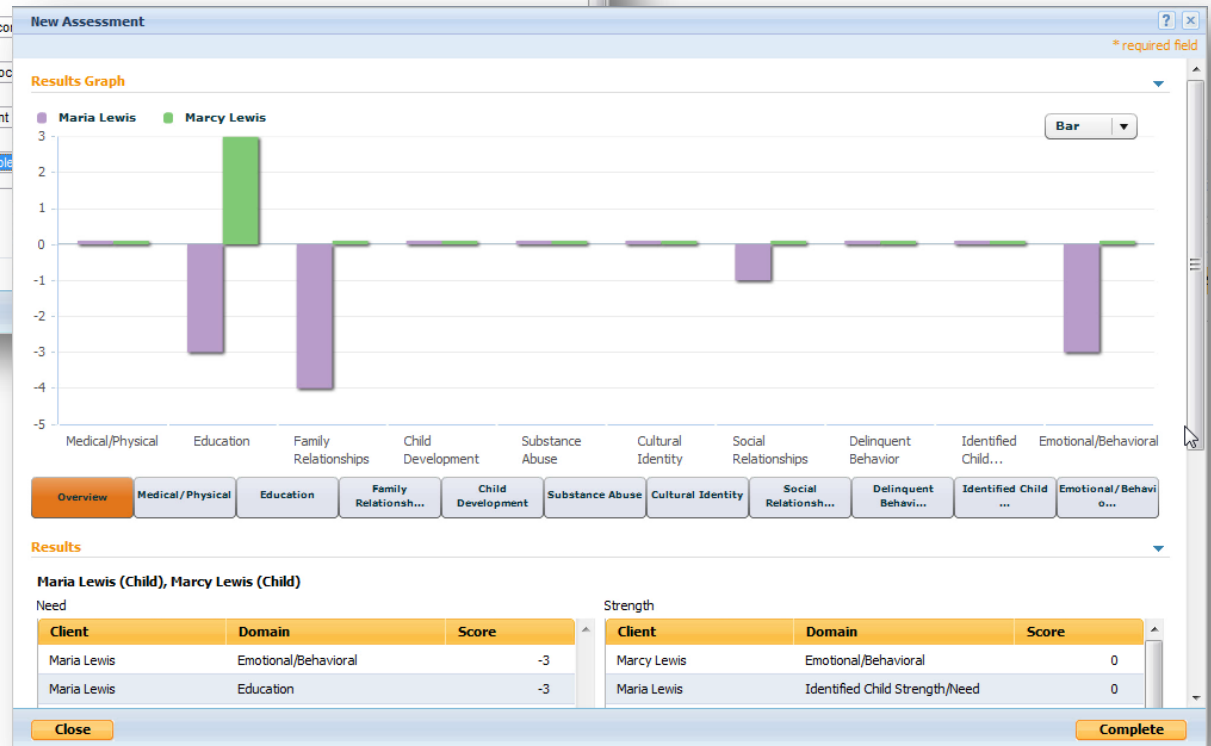 New Assessment
?
* required field
Results Graph
Maria Lewis
Marcy Lewis
Bar
3
2
1
0
-1
-2
-3
-4
-5
Medical/Physical
Education
Family
Relationships
Child
Development
Substance
Abuse
Cultural
Identity
Social
Relationships
Delinquent
Behavior
Identified
Child...
Emotional/Behavioral
Overview
Medical/Physical
Education
Family
Relationsh...
Child
Development
Substance Abuse
Cultural Identity
Social
Relationsh...
Delinquent
Behavi...
Identified Child
...
Emotional/Behavi
o...
Results
Maria Lewis (Child), Marcy Lewis (Child)
Need
Client Domain Score
Maria Lewis Emotional/Behavioral -3
Maria Lewis Education -3
Strength
Client Domain Score
Marcy Lewis Emotional/Behavioral 0
Maria Lewis Identified Child Strength/Need 0
Close
Complete